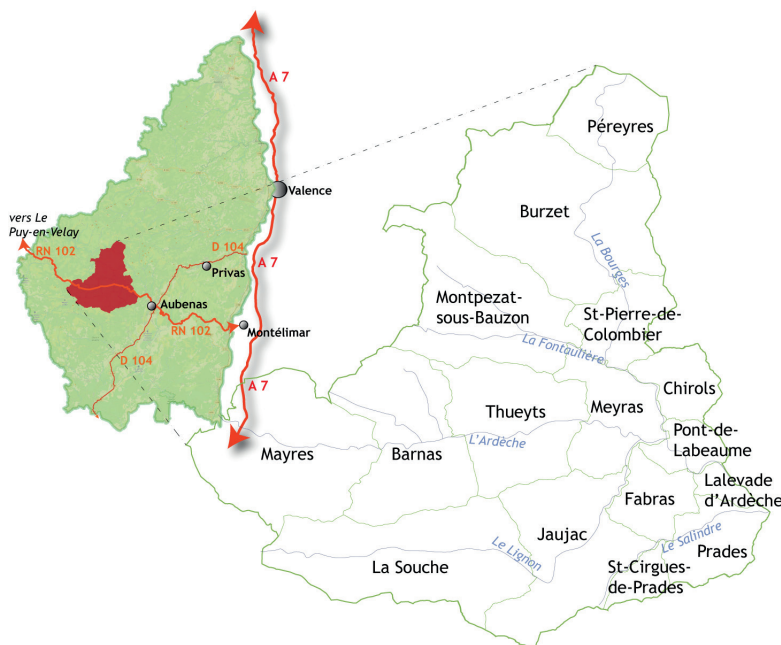 A 7
Valence
vers Le
Puy-en-Velay
RN 102
D 104
A 7
Privas
Aubenas
RN 102
Montélimar
D 104
A 7
Péreyres
Burzet
La Bourges
Montpezat-
sous-Bauzon
St-Pierre-de-
Colombier
La Fontaulière
Chirols
Thueyts
Meyras
Pont-de-
Labeaume
L'Ardèche
Mayres
Barnas
Lalevade
d'Ardèche
Fabras
Jaujac
Le Salindre
Le Lignon
Prades
La Souche
St-Cirgues-
de-Prades